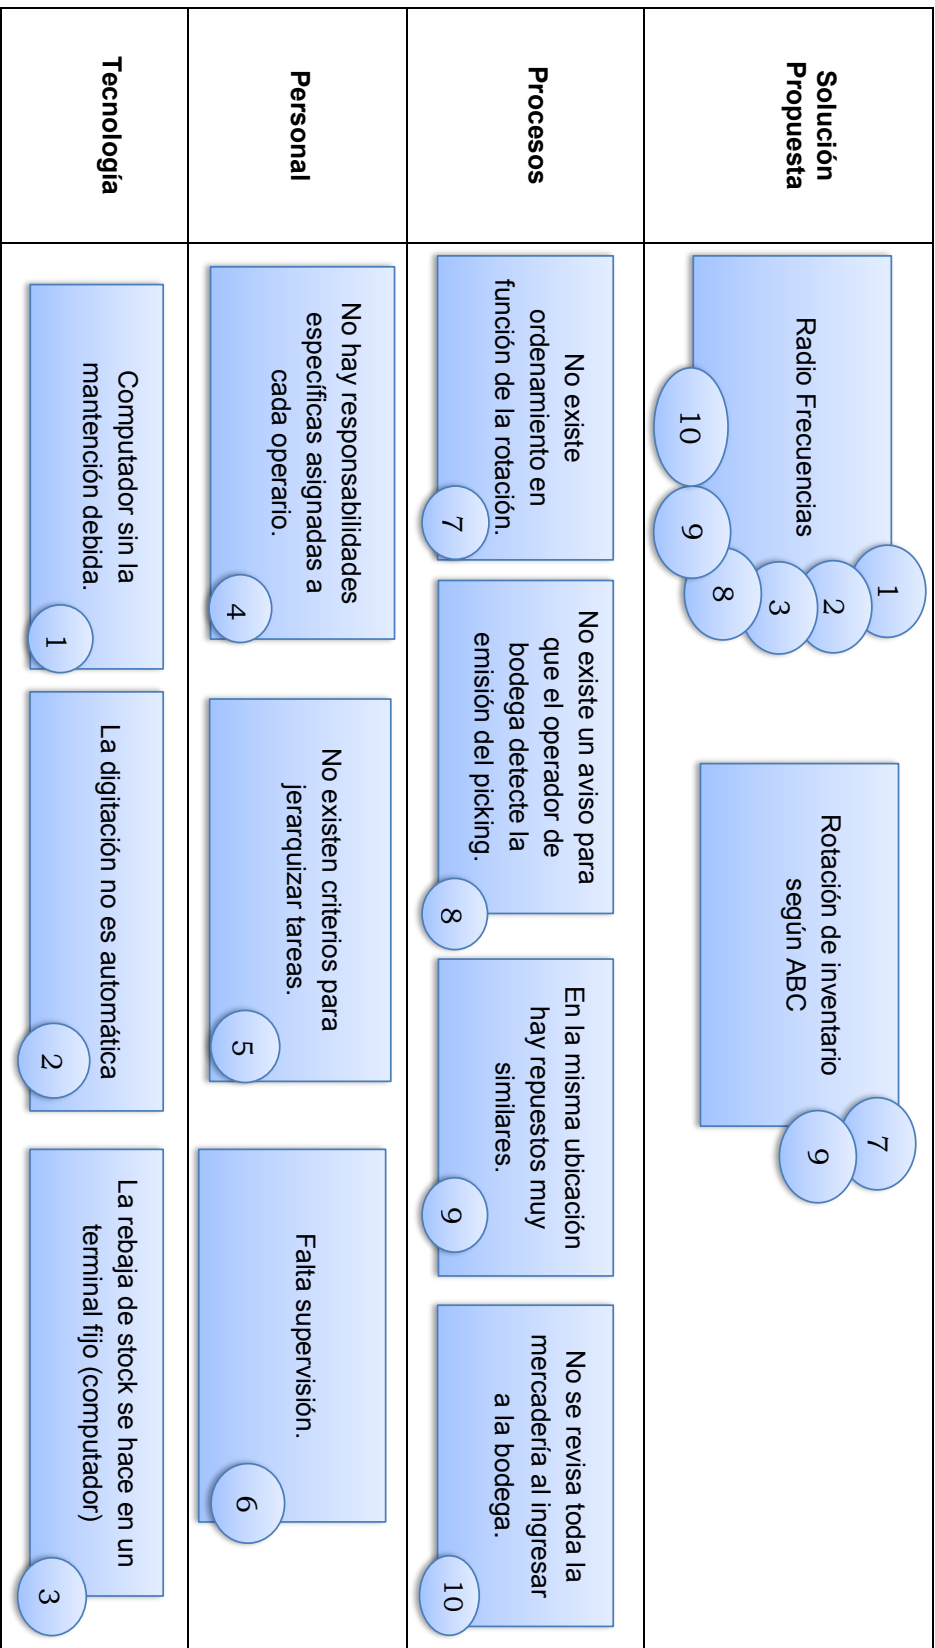 Solución
Propuesta
Radio Frecuencias
1
2
3
8
9
10
Rotación de inventario
según ABC
7
9
Procesos
No existe
ordenamiento en
función de la rotación.
7
No existe un aviso para
que el operador de
bodega detecte la
emisión del picking.
8
En la misma ubicación
hay repuestos muy
similares.
9
No se revisa toda la
mercadería al ingresar
a la bodega.
10
Personal
No hay responsabilidades
específicas asignadas a
cada operario.
4
No existen criterios para
jerarquizar tareas.
5
Falta supervisión.
6
Tecnología
Computador sin la
mantención debida.
1
La digitación no es automática
2
La rebaja de stock se hace en un
terminal fijo (computador)
3